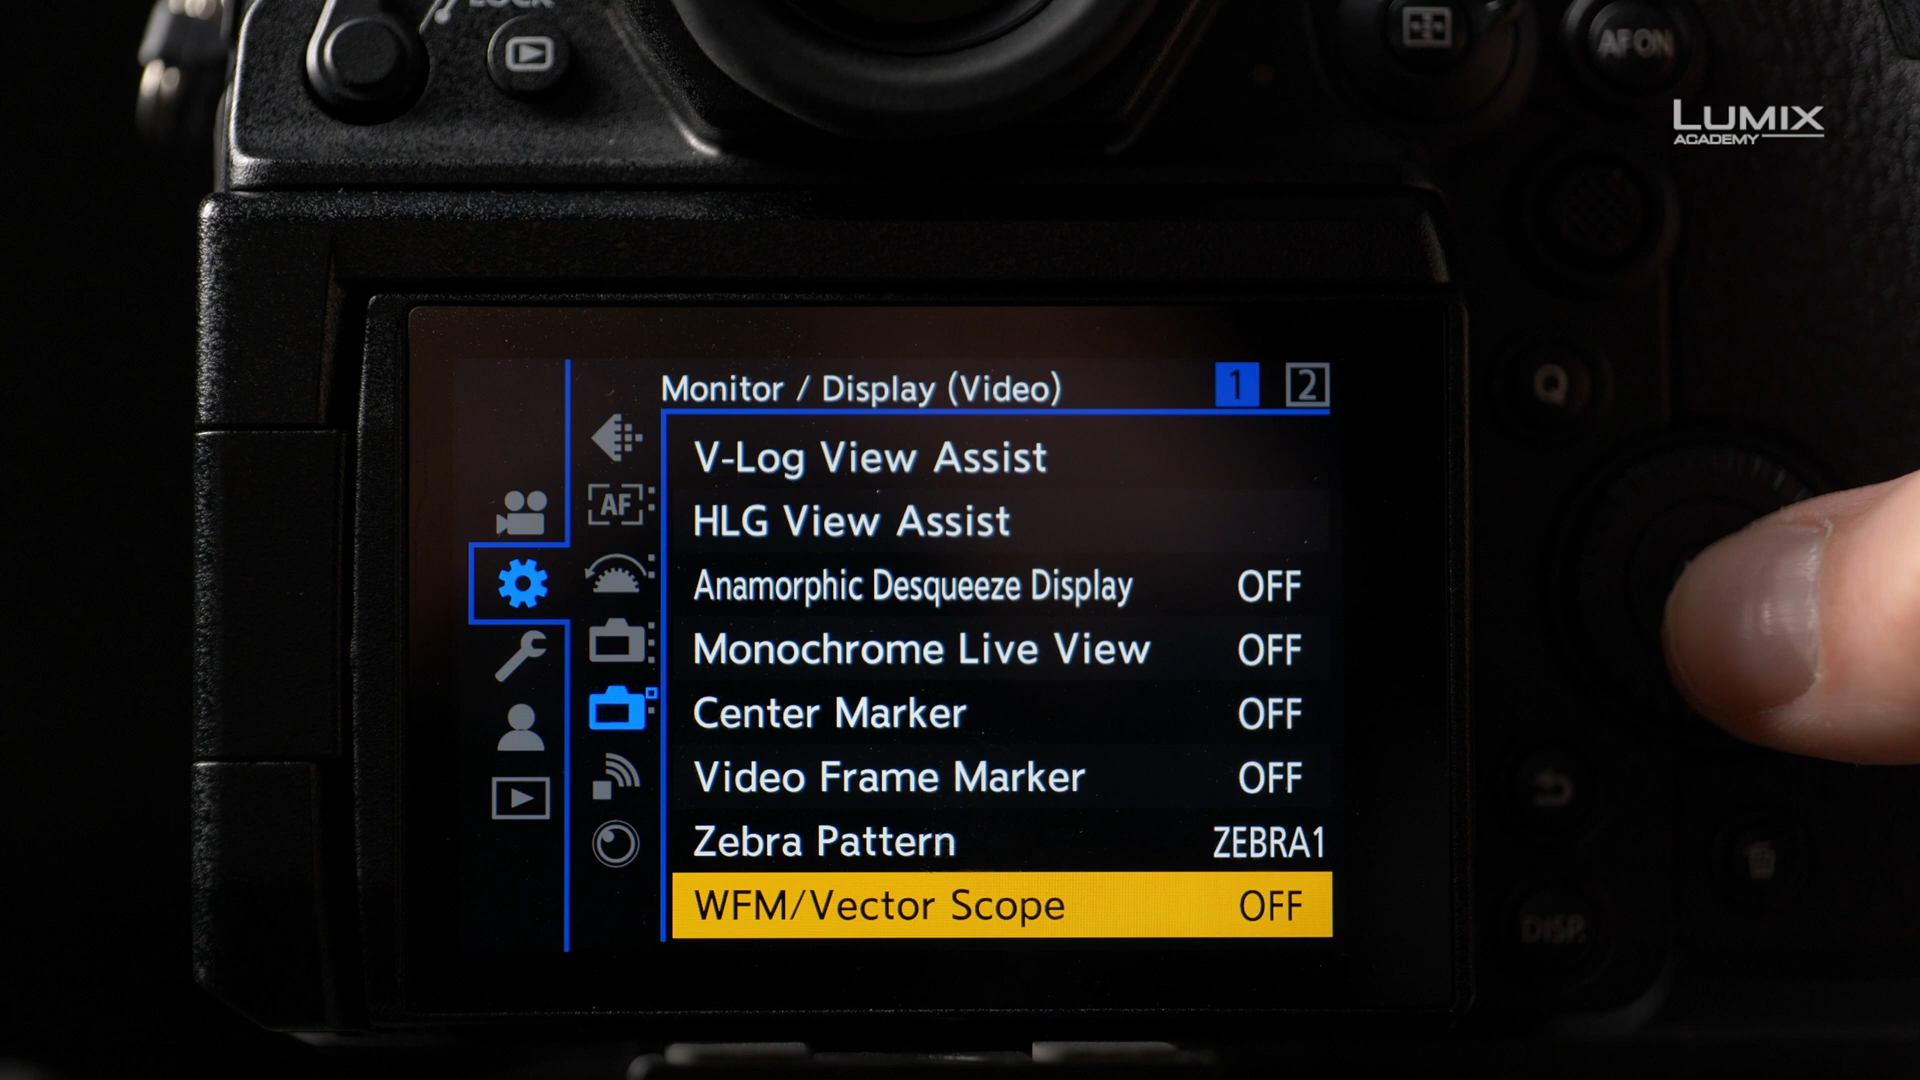 LOCK
AF ON
LUMIX
ACADEMY
Q
Monitor / Display (Video) 1 2
AF
V-Log View Assist
HLG View Assist
Anamorphic Desqueeze Display OFF
Monochrome Live View OFF
Center Marker OFF
Video Frame Marker OFF
Zebra Pattern ZEBRA1
WFM/Vector Scope OFF
DISP.